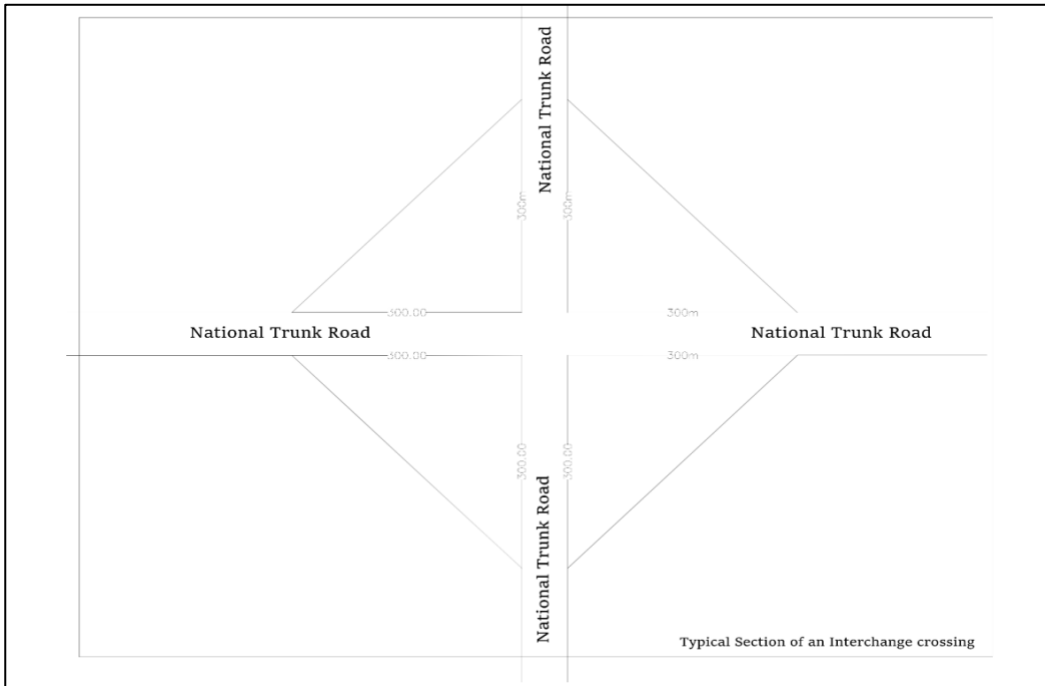 National Trunk Road
300m
300m
300.00
300m
National Trunk Road
National Trunk Road
300.00
300m
300.00
300.00
National Trunk Road
Typical Section of an Interchange crossing